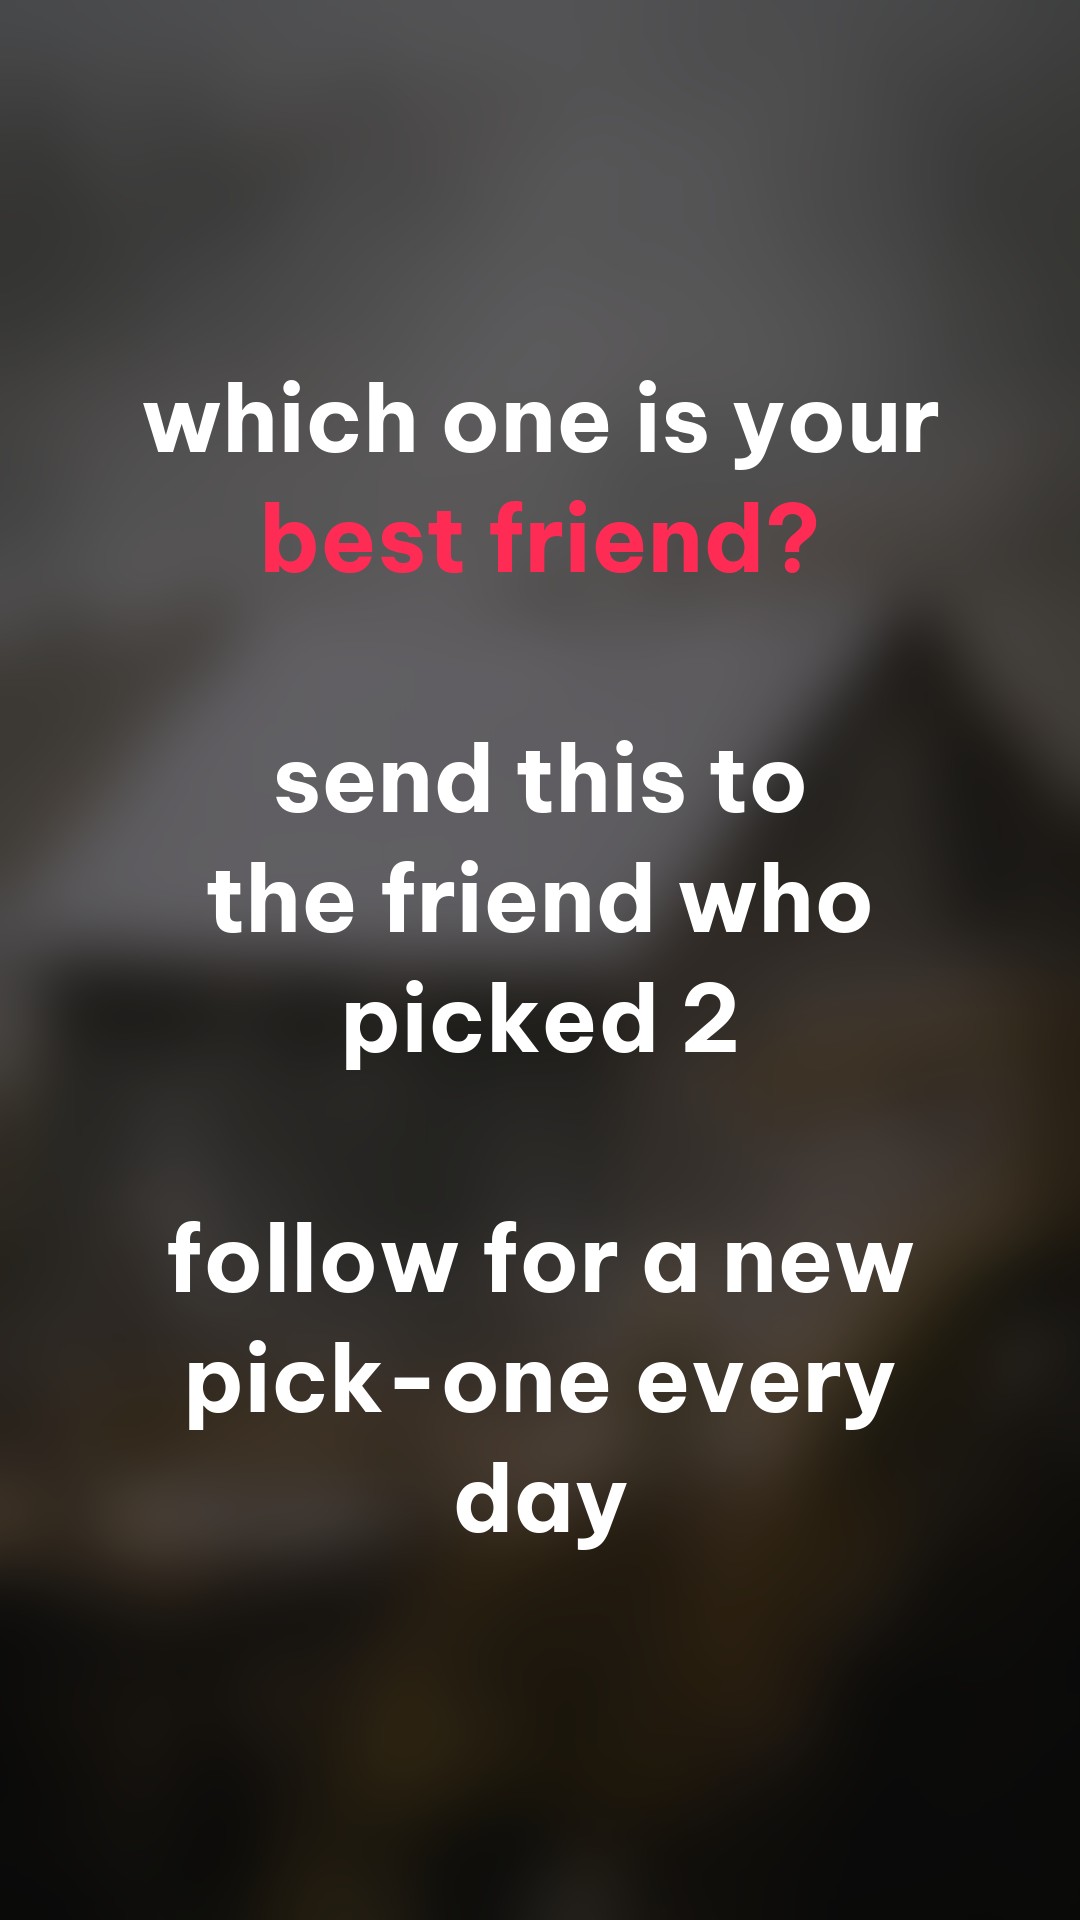 which one is your
best friend?
send this to
the friend who
picked 2
follow for a new
pick-one every
day